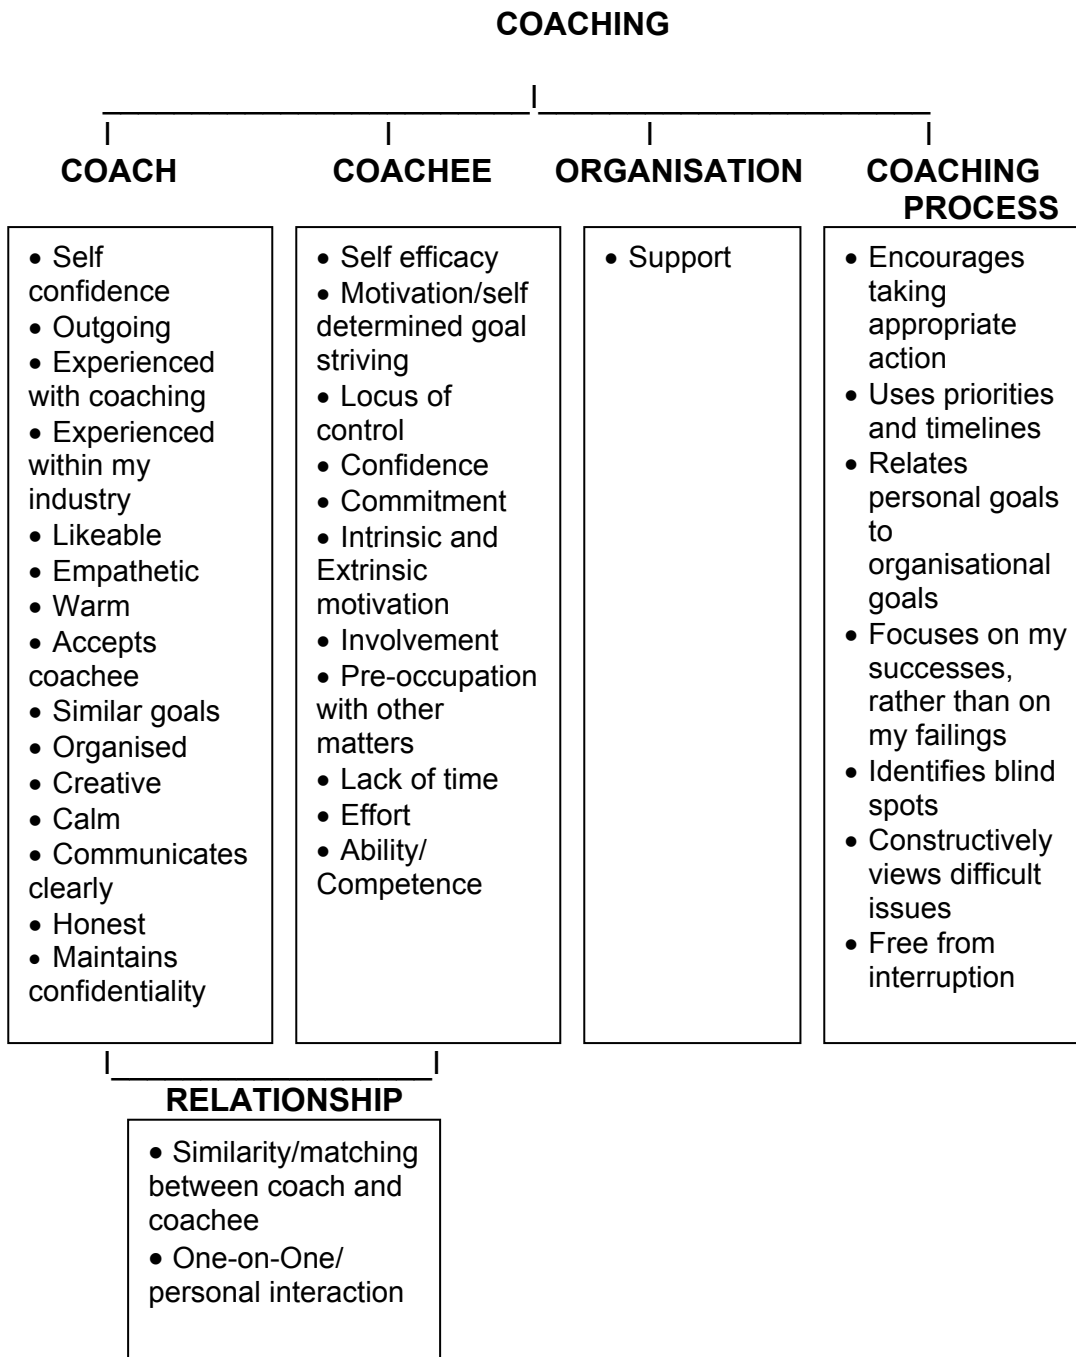 COACHING
COACH
COACHEE
ORGANISATION
COACHING
PROCESS
• Self
confidence
• Outgoing
• Experienced
with coaching
• Experienced
within my
industry
• Likeable
• Empathetic
• Warm
• Accepts
coachee
• Similar goals
• Organised
• Creative
• Calm
• Communicates
clearly
• Honest
• Maintains
confidentiality
• Self efficacy
• Motivation/self
determined goal
striving
• Locus of
control
• Confidence
• Commitment
• Intrinsic and
Extrinsic
motivation
• Involvement
• Pre-occupation
with other
matters
• Lack of time
• Effort
• Ability/
Competence
• Support
• Encourages
taking
appropriate
action
• Uses priorities
and timelines
• Relates
personal goals
to
organisational
goals
• Focuses on my
successes,
rather than on
my failings
• Identifies blind
spots
• Constructively
views difficult
issues
• Free from
interruption
RELATIONSHIP
• Similarity/matching
between coach and
coachee
• One-on-One/
personal interaction